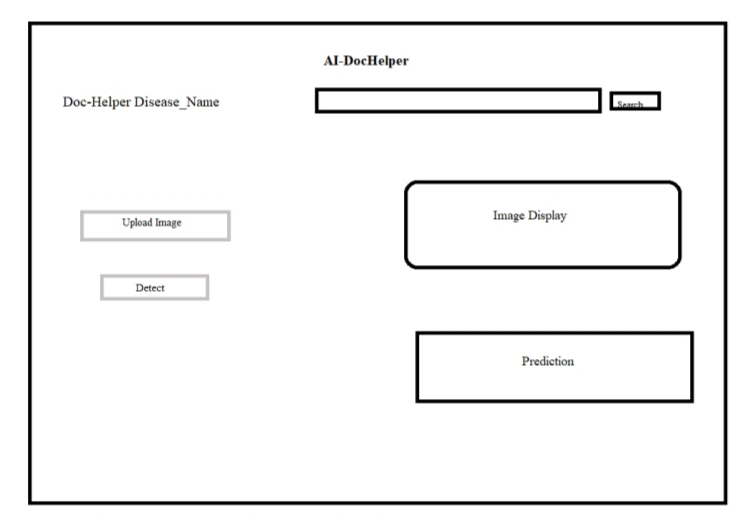 AI-DocHelper
Doc-Helper Disease_Name
Search
Upload Image
Image Display
Detect
Prediction